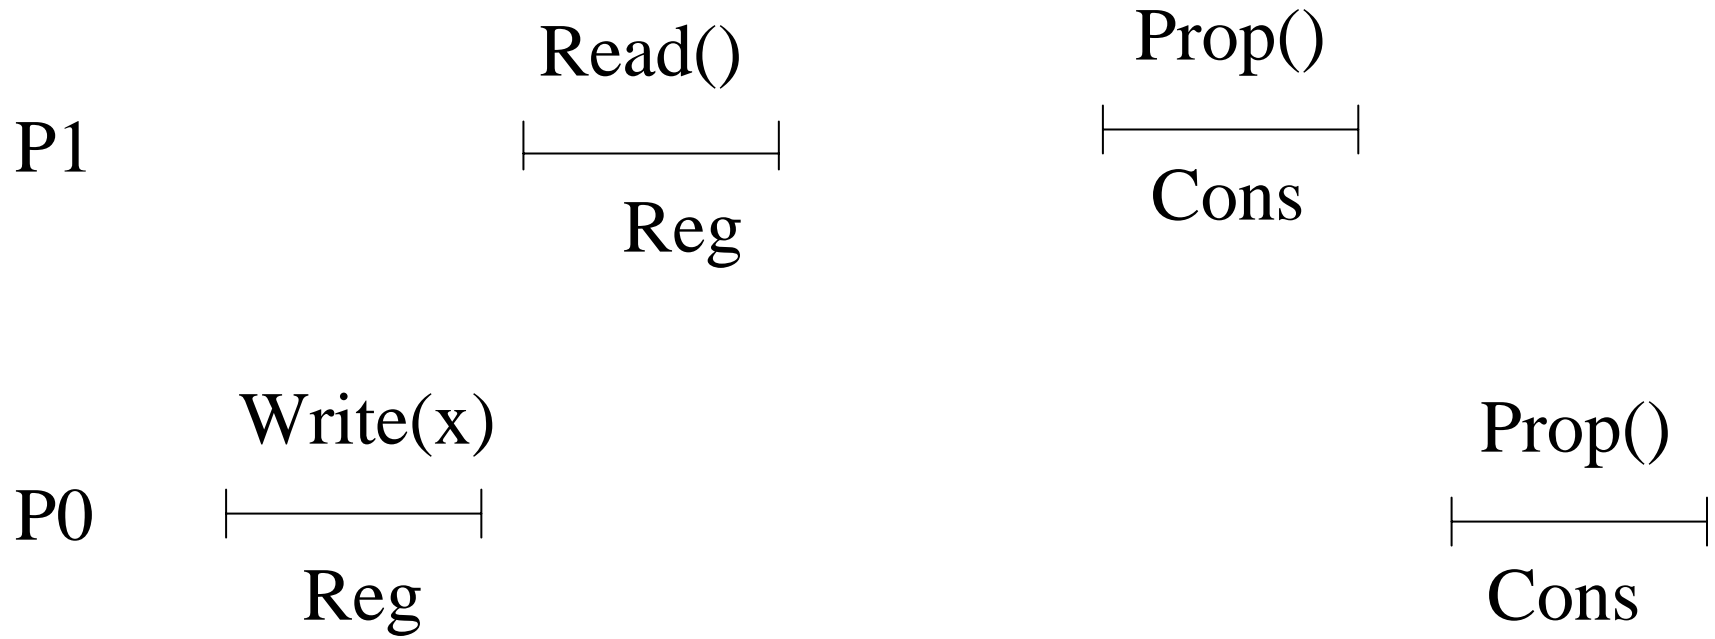 Read()
Prop()
P1
Reg
Cons
Write(x)
Prop()
P0
Reg
Cons